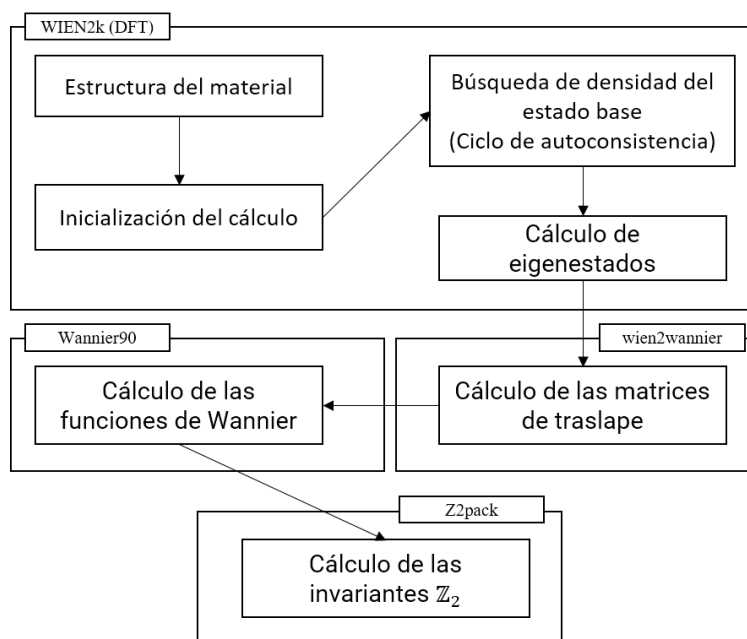 WIEN2k (DFT)
Estructura del material
Inicialización del cálculo
Búsqueda de densidad del
estado base
(Ciclo de autoconsistencia)
Cálculo de
eigenestados
wien2wannier
Cálculo de las matrices
de traslape
Wannier90
Cálculo de las
funciones de Wannier
Z2pack
Cálculo de las
invariantes ℤ₂